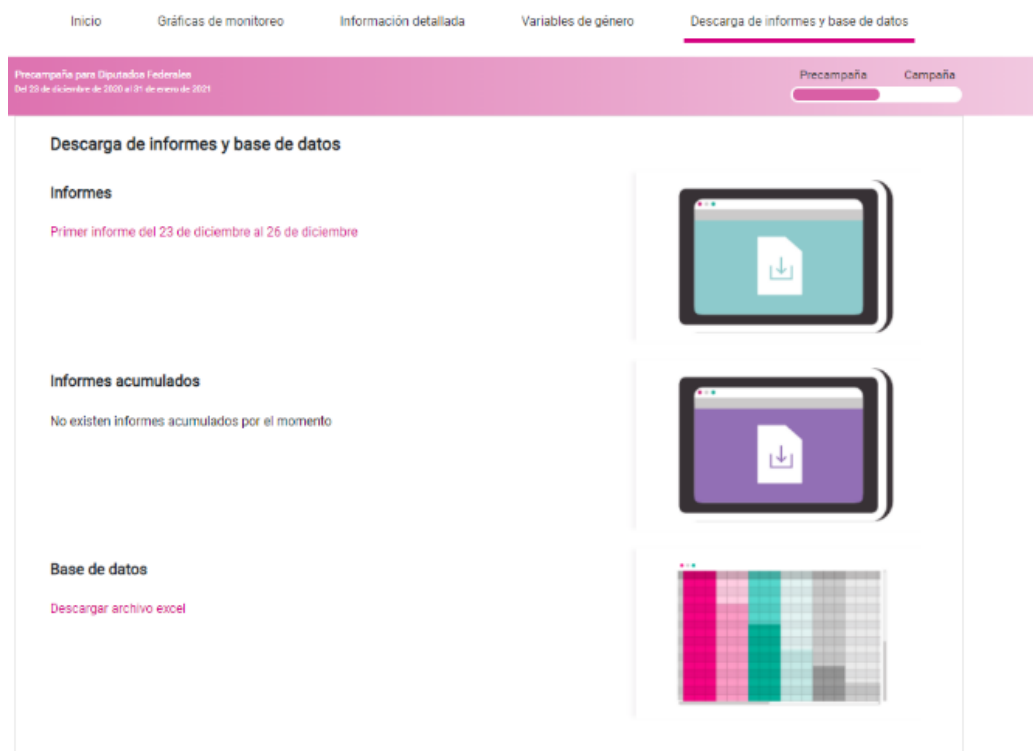 Inicio Gráficas de monitoreo Información detallada Variables de género Descarga de informes y base de datos
Precampaña para Diputados Federales
Del 23 de diciembre de 2020 al 31 de enero de 2021
Precampaña Campaña
Descarga de informes y base de datos
Informes
Primer informe del 23 de diciembre al 26 de diciembre
Informes acumulados
No existen informes acumulados por el momento
Base de datos
Descargar archivo excel